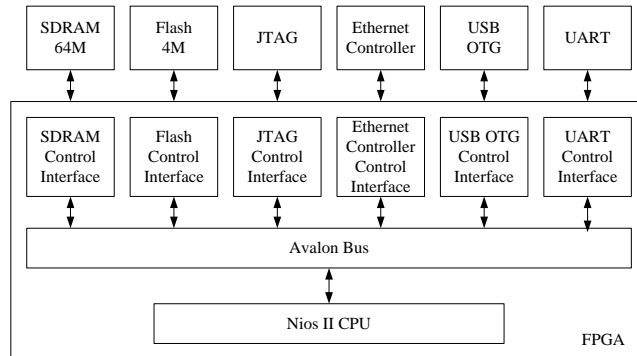 SDRAM
64M
Flash
4M
JTAG
Ethernet
Controller
USB
OTG
UART
SDRAM
Control
Interface
Flash
Control
Interface
JTAG
Control
Interface
Ethernet
Controller
Control
Interface
USB OTG
Control
Interface
UART
Control
Interface
Avalon Bus
Nios II CPU
FPGA